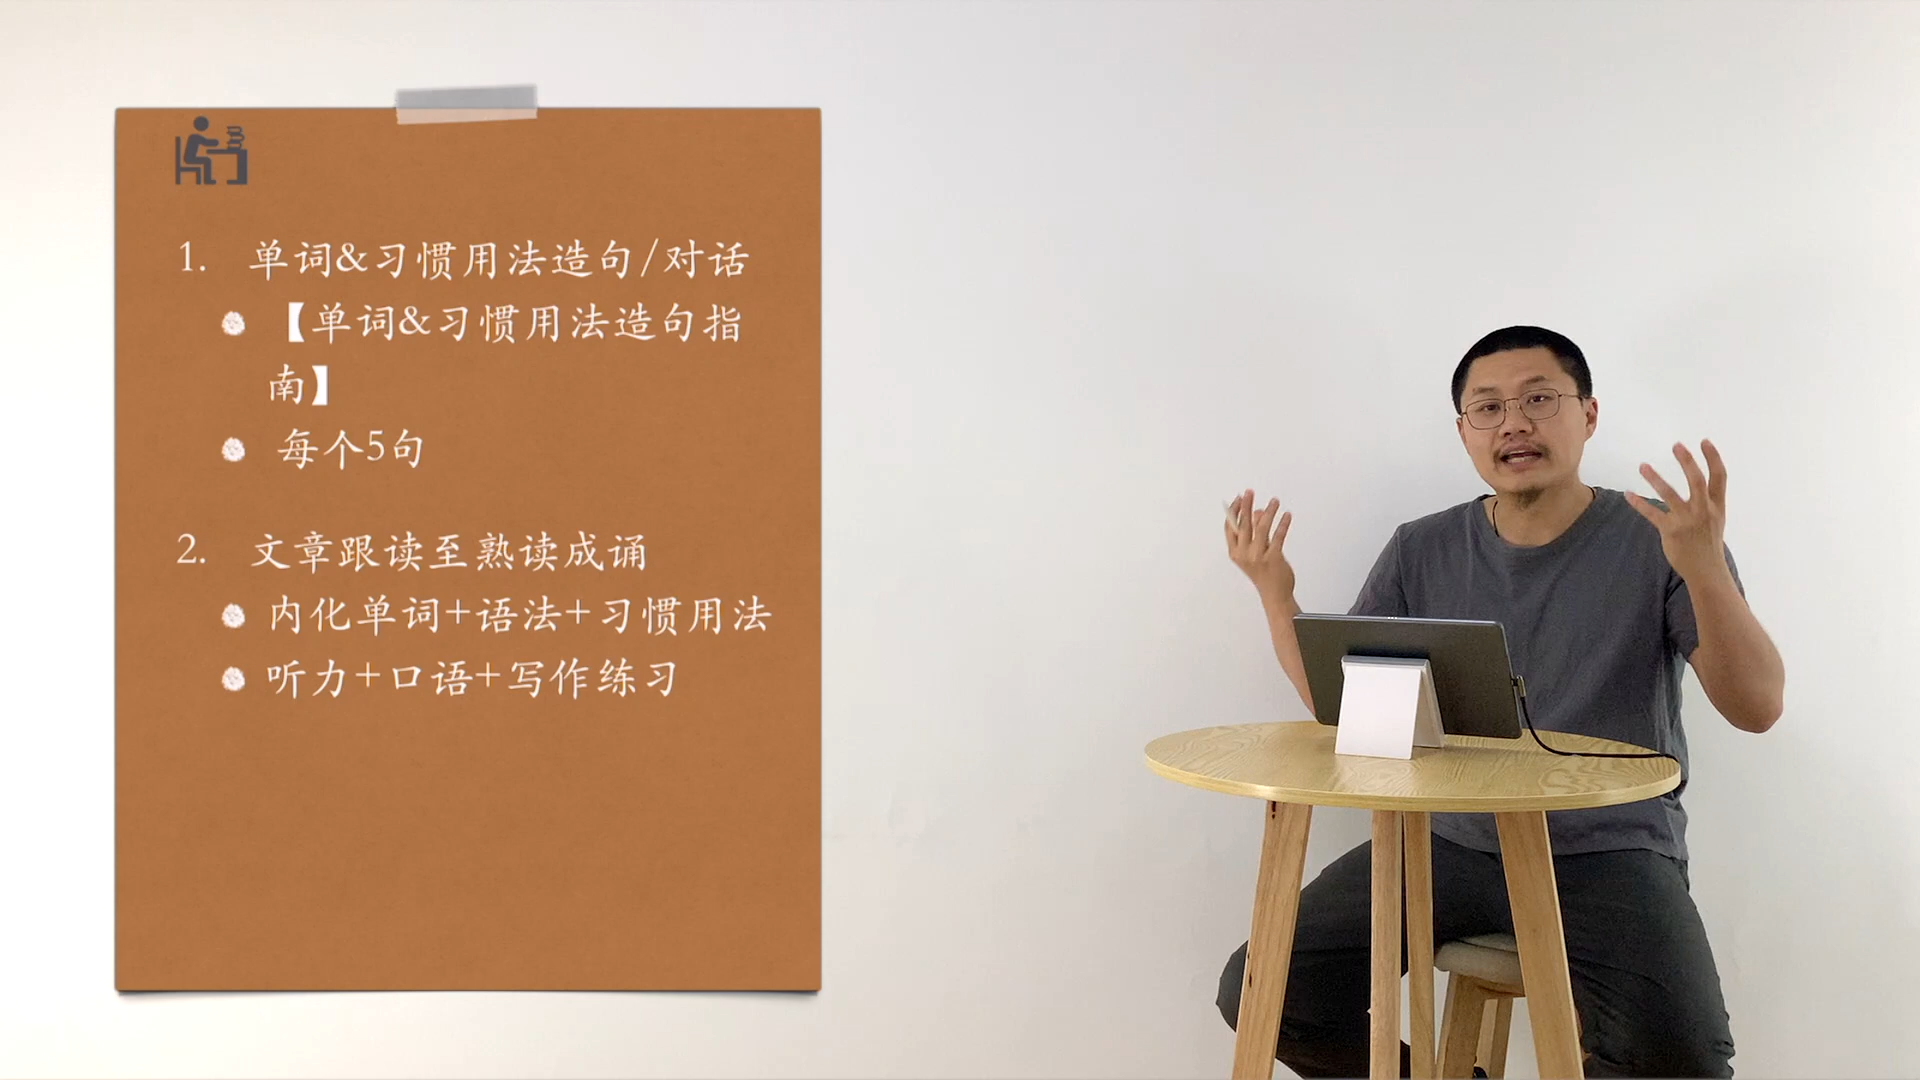 1. 单词&习惯用法造句/对话
【单词&习惯用法造句指
南】
每个5句
2. 文章跟读至熟读成诵
内化单词+语法+习惯用法
听力+口语+写作练习